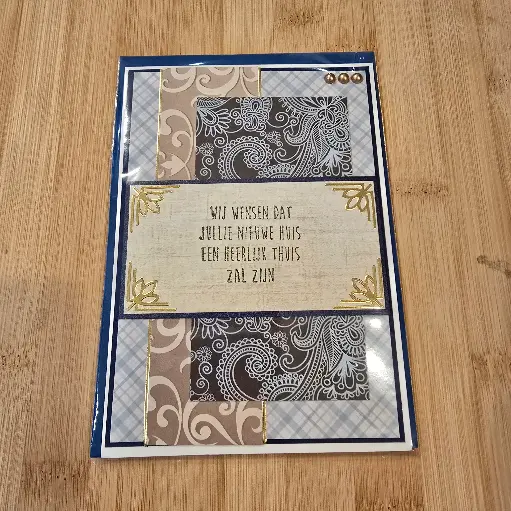 WIJ WENSEN DAT
JULLIE NIEUWE HUIS
EEN HEERLIJK THUIS
ZAL ZIJN